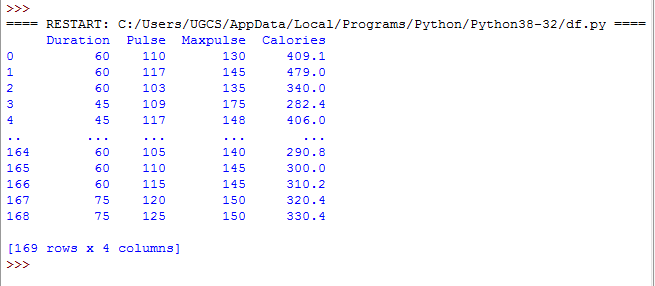 >>>
==== RESTART: C:/Users/UGCS/AppData/Local/Programs/Python/Python38-32/df.py ====
     Duration  Pulse  Maxpulse  Calories
0          60    110       130     409.1
1          60    117       145     479.0
2          60    103       135     340.0
3          45    109       175     282.4
4          45    117       148     406.0
..        ...    ...       ...       ...
164        60    105       140     290.8
165        60    110       145     300.0
166        60    115       145     310.2
167        75    120       150     320.4
168        75    125       150     330.4
[169 rows x 4 columns]
>>>